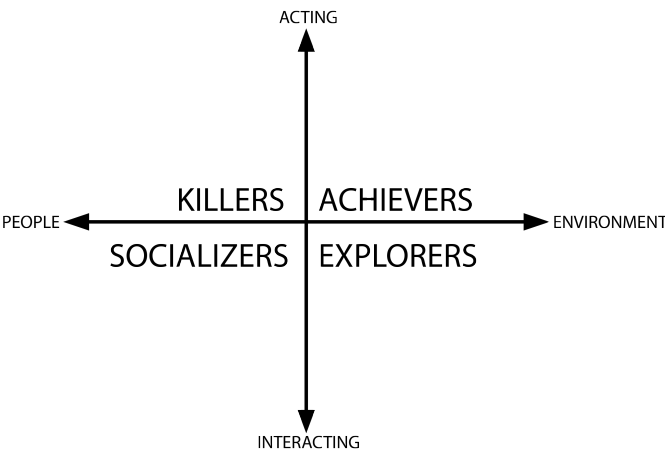 ACTING
KILLERS ACHIEVERS
PEOPLE ENVIRONMENT
SOCIALIZERS EXPLORERS
INTERACTING